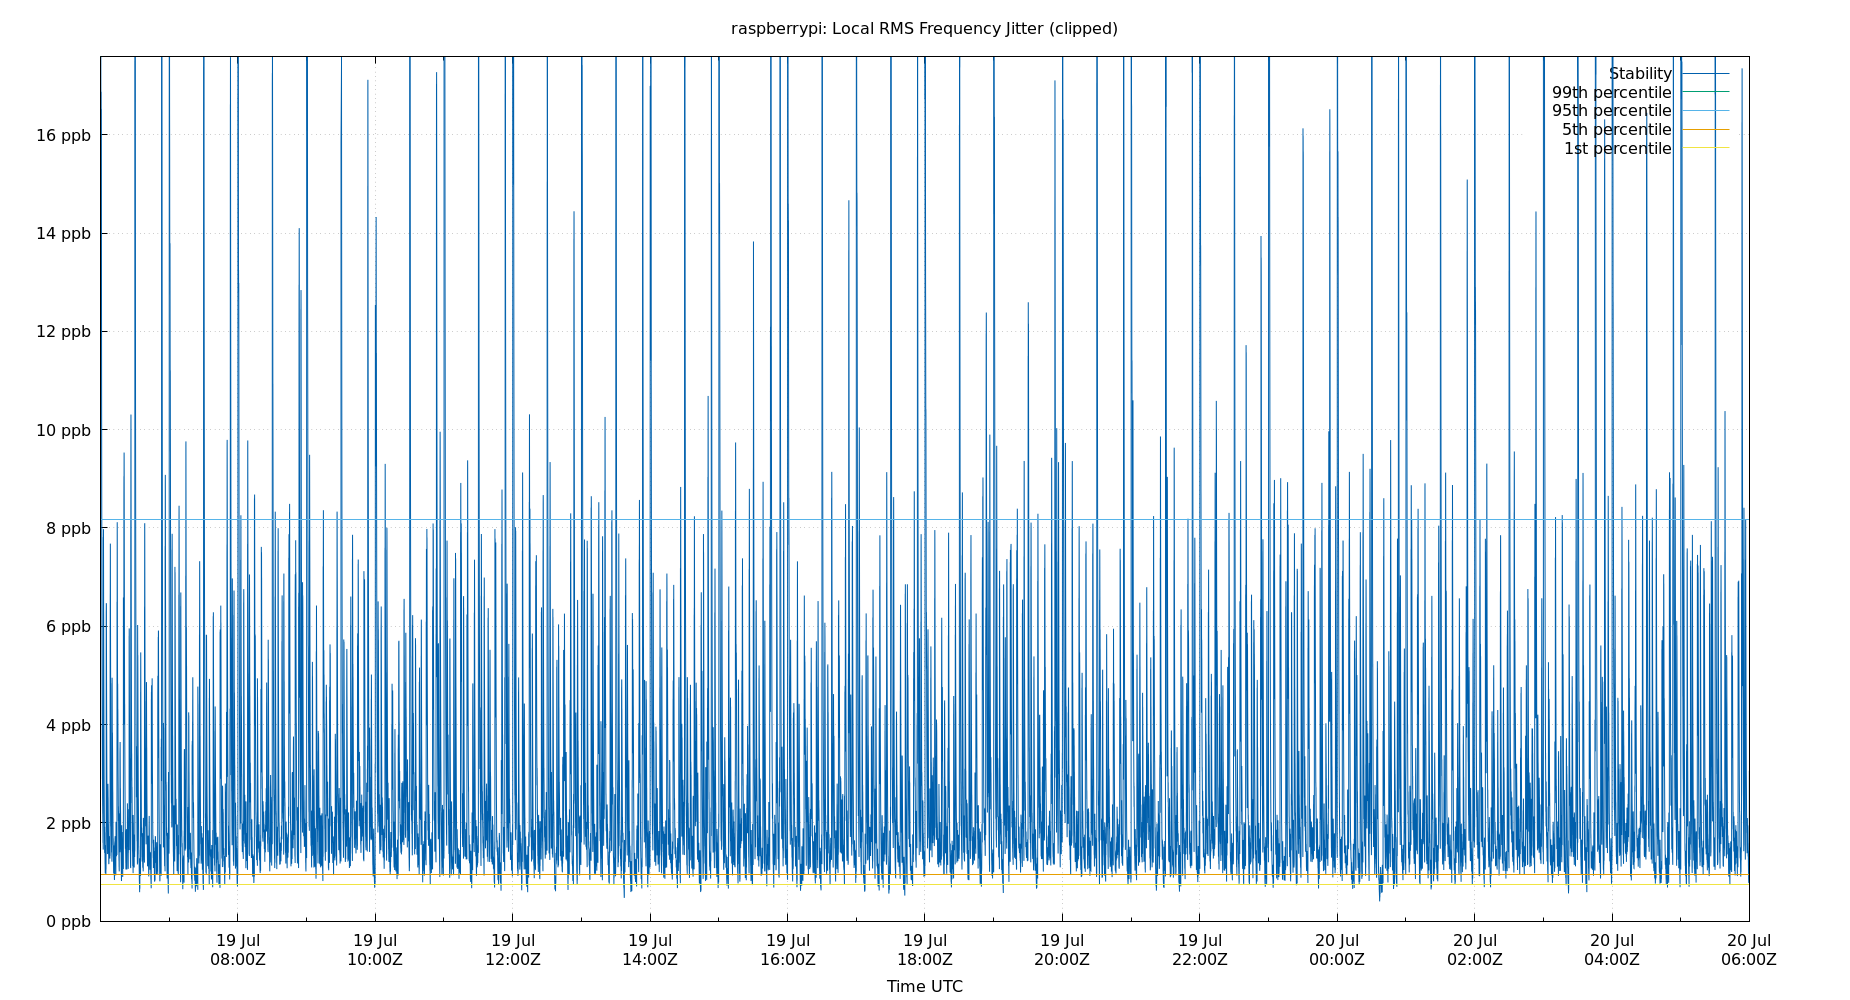 raspberrypi: Local RMS Frequency Jitter (clipped)
Stability
99th percentile
95th percentile
5th percentile
1st percentile
16 ppb
14 ppb
12 ppb
10 ppb
8 ppb
6 ppb
4 ppb
2 ppb
0 ppb
19 Jul 19 Jul 19 Jul 19 Jul 19 Jul 19 Jul 19 Jul 19 Jul 20 Jul 20 Jul 20 Jul 20 Jul
08:00Z 10:00Z 12:00Z 14:00Z 16:00Z 18:00Z 20:00Z 22:00Z 00:00Z 02:00Z 04:00Z 06:00Z
Time UTC